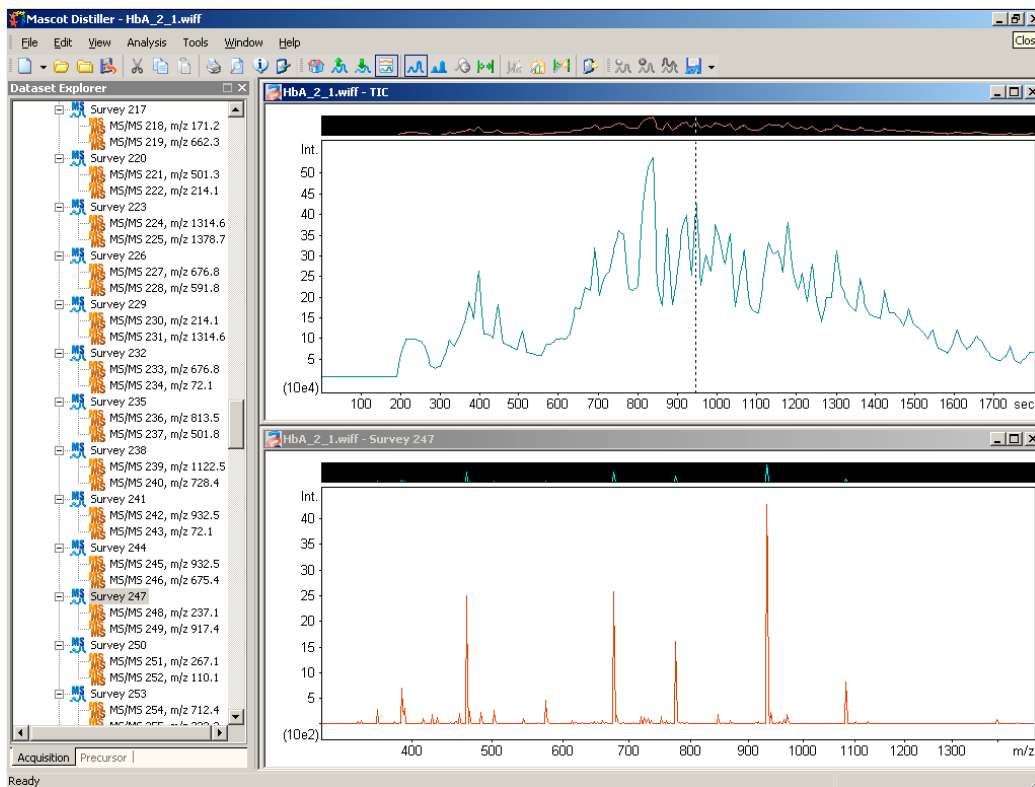 Mascot Distiller - HbA_2_1.wiff
File Edit View Analysis Tools Window Help
Clos
Dataset Explorer
Survey 217
MS/MS 218, m/z 171.2
MS/MS 219, m/z 662.3
Survey 220
MS/MS 221, m/z 501.3
MS/MS 222, m/z 214.1
Survey 223
MS/MS 224, m/z 1314.6
MS/MS 225, m/z 1378.7
Survey 226
MS/MS 227, m/z 676.8
MS/MS 228, m/z 591.8
Survey 229
MS/MS 230, m/z 214.1
MS/MS 231, m/z 1314.6
Survey 232
MS/MS 233, m/z 676.8
MS/MS 234, m/z 72.1
Survey 235
MS/MS 236, m/z 813.5
MS/MS 237, m/z 501.8
Survey 238
MS/MS 239, m/z 1122.5
MS/MS 240, m/z 728.4
Survey 241
MS/MS 242, m/z 932.5
MS/MS 243, m/z 72.1
Survey 244
MS/MS 245, m/z 932.5
MS/MS 246, m/z 675.4
Survey 247
MS/MS 248, m/z 237.1
MS/MS 249, m/z 917.4
Survey 250
MS/MS 251, m/z 267.1
MS/MS 252, m/z 110.1
Survey 253
MS/MS 254, m/z 712.4
Acquisition Precursor
HbA_2_1.wiff - TIC
Int.
50
45
40
35
30
25
20
15
10
5
(10e4)
100 200 300 400 500 600 700 800 900 1000 1100 1200 1300 1400 1500 1600 1700 sec
HbA_2_1.wiff - Survey 247
Int.
40
35
30
25
20
15
10
5
(10e2)
400 500 600 700 800 900 1000 1100 1200 1300 m/z
Ready